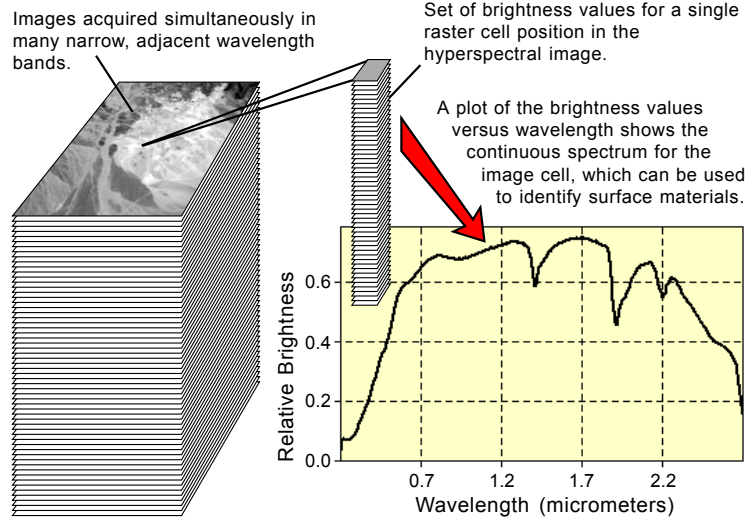 Images acquired simultaneously in
many narrow, adjacent wavelength
bands.
Set of brightness values for a single
raster cell position in the
hyperspectral image.
A plot of the brightness values
versus wavelength shows the
continuous spectrum for the
image cell, which can be used
to identify surface materials.
Relative Brightness
0.6
0.4
0.2
0.0
0.7 1.2 1.7 2.2
Wavelength (micrometers)